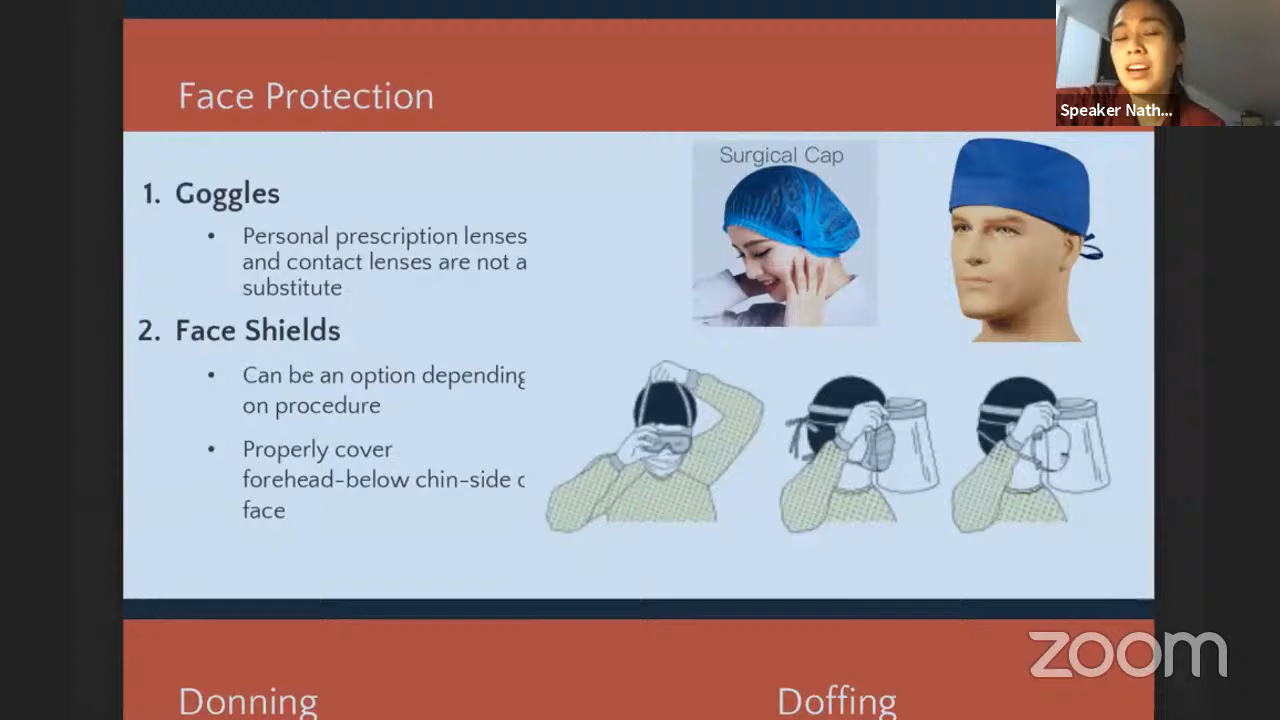 Face Protection
Speaker Nath...
Surgical Cap
1. Goggles
• Personal prescription lenses
and contact lenses are not a
substitute
2. Face Shields
• Can be an option depending
on procedure
• Properly cover
forehead-below chin-side
face
zoom
Donning
Doffing